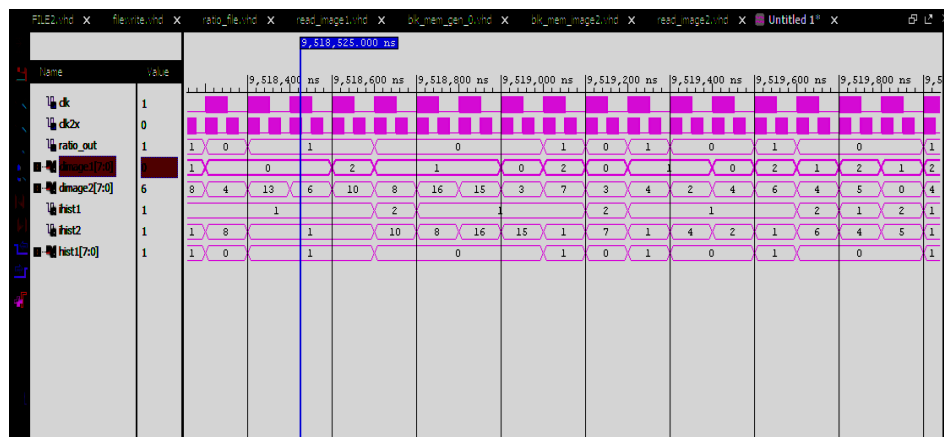 FILE2.vhd X filewrite.vhd X ratio_file.vhd X read_image1.vhd X blk_mem_gen_0.vhd X blk_mem_image2.vhd X read_image2.vhd X Untitled 1* X
9,518,525.000 ns
Name Value 9,518,400 ns 9,518,600 ns 9,518,800 ns 9,519,000 ns 9,519,200 ns 9,519,400 ns 9,519,600 ns 9,519,800 ns 9,5
clk 1
clk2x 0
ratio_out 1 1 0 1 0 1 0 1 0 1 0 1
dimage1[7:0] 0 1 0 2 1 0 2 0 1 0 2 1 2 1 2
dimage2[7:0] 6 8 4 13 6 10 8 16 15 3 7 3 4 2 4 6 4 5 0 4
ihist1 1 1 2 1 2 1 2 1 2 1
ihist2 1 1 8 1 10 8 16 15 1 7 1 4 2 1 6 4 5 1
hist1[7:0] 1 1 0 1 0 1 0 1 0 1 0 1